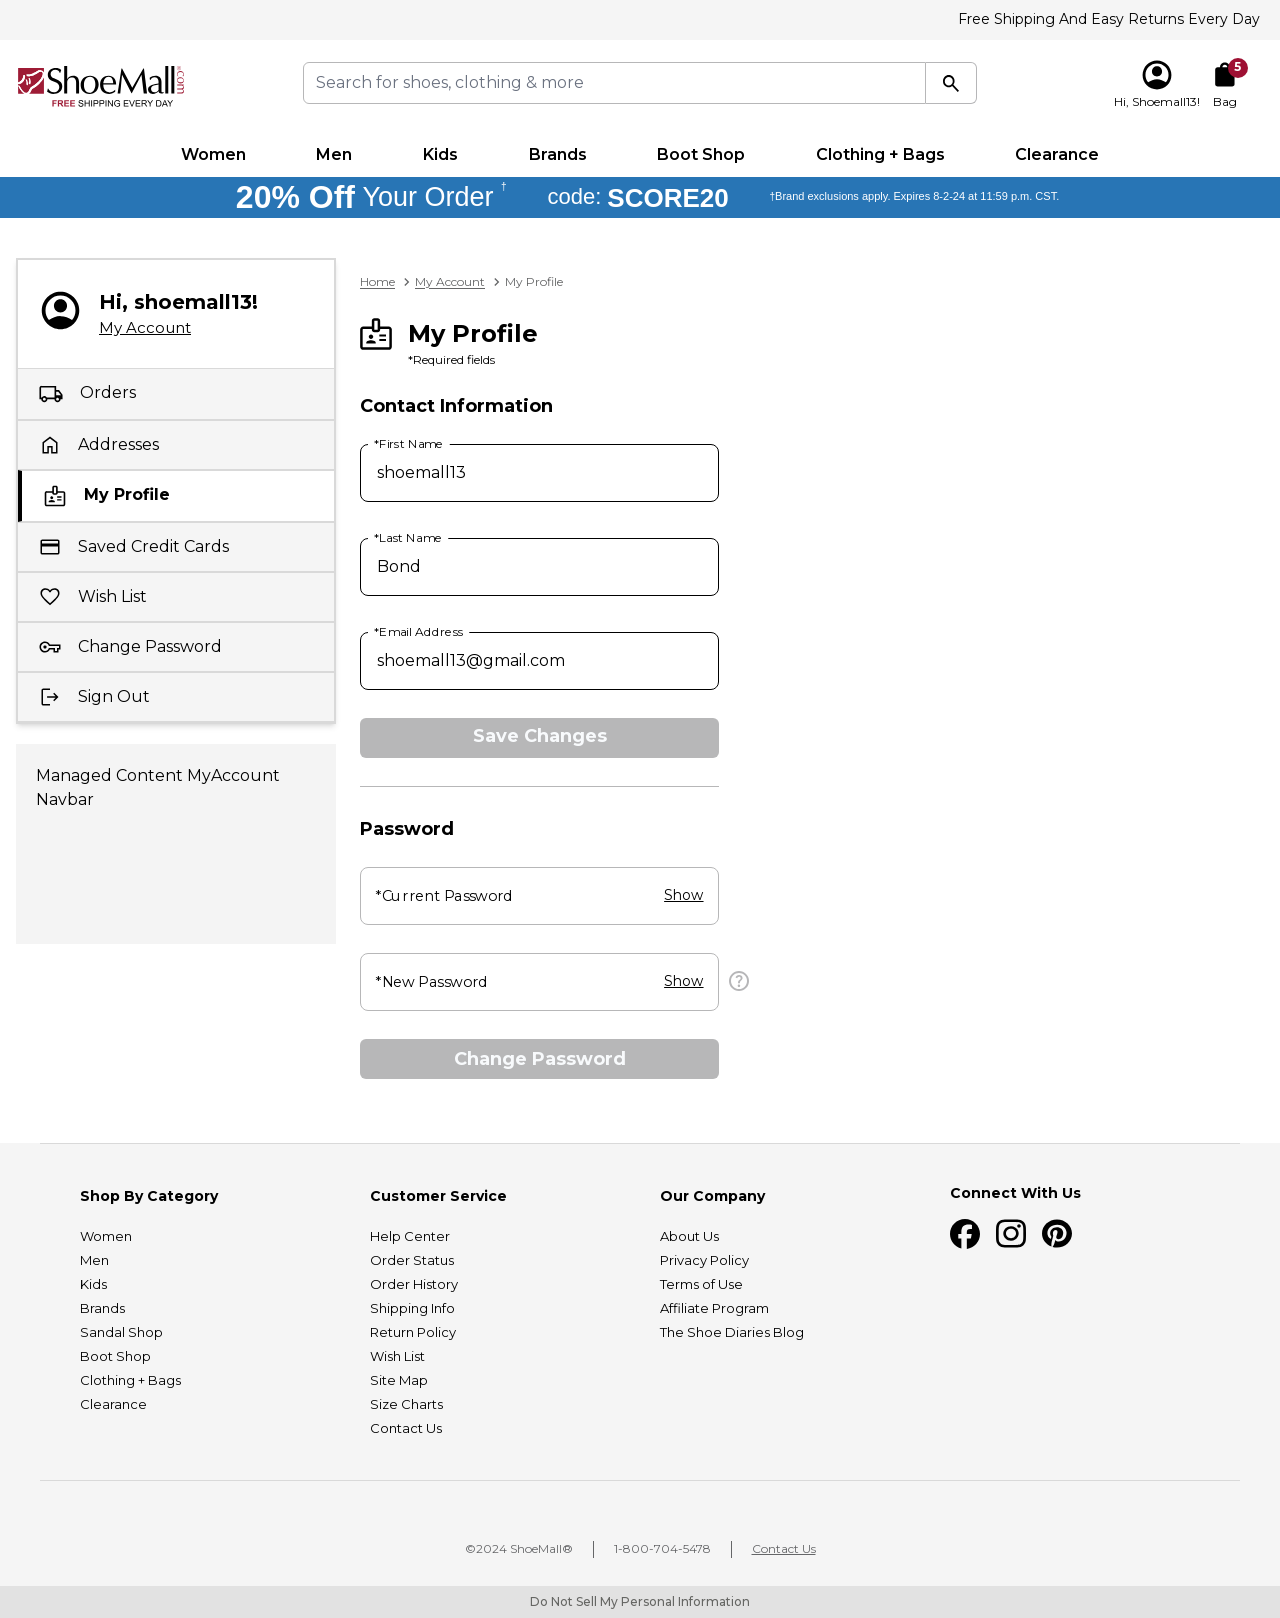 Free Shipping And Easy Returns Every Day
ShoeMall.com®
FREE SHIPPING EVERY DAY
Search for shoes, clothing & more
5
Hi, Shoemall13!
Bag
Women
Men
Kids
Brands
Boot Shop
Clothing + Bags
Clearance
20% Off Your Order †
code: SCORE20
†Brand exclusions apply. Expires 8-2-24 at 11:59 p.m. CST.
Hi, shoemall13!
My Account
Orders
Addresses
My Profile
Saved Credit Cards
Wish List
Change Password
Sign Out
Managed Content MyAccount
Navbar
Home > My Account > My Profile
My Profile
*Required fields
Contact Information
*First Name
shoemall13
*Last Name
Bond
*Email Address
shoemall13@gmail.com
Save Changes
Password
*Current Password
Show
*New Password
Show
?
Change Password
Shop By Category
Women
Men
Kids
Brands
Sandal Shop
Boot Shop
Clothing + Bags
Clearance
Customer Service
Help Center
Order Status
Order History
Shipping Info
Return Policy
Wish List
Site Map
Size Charts
Contact Us
Our Company
About Us
Privacy Policy
Terms of Use
Affiliate Program
The Shoe Diaries Blog
Connect With Us
©2024 ShoeMall®
1-800-704-5478
Contact Us
Do Not Sell My Personal Information